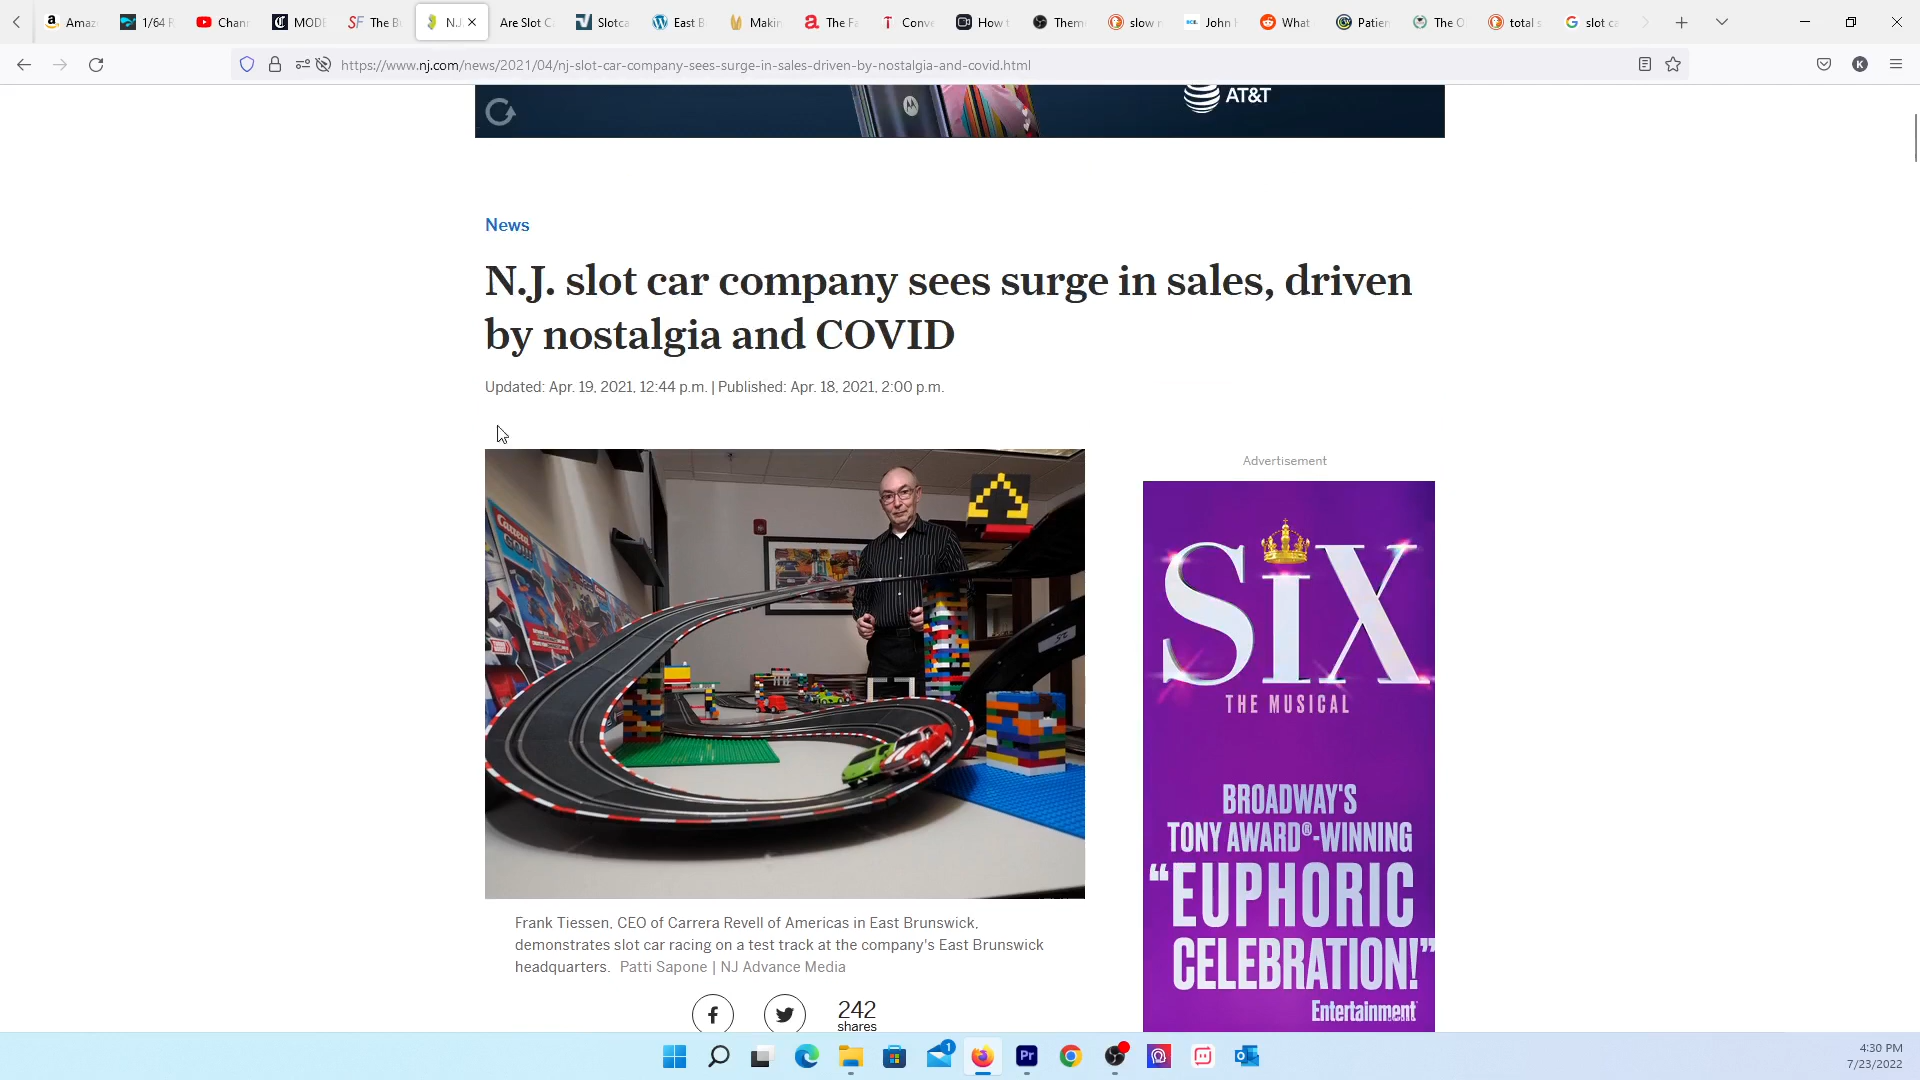 Amaz
1/64 R
Chann
MODE
The B
N.J.
Are Slot C
Slotca
East B
Makin
The Fa
Conve
How t
Them
slow r
John H
What
Patien
The O
total s
slot ca
https://www.nj.com/news/2021/04/nj-slot-car-company-sees-surge-in-sales-driven-by-nostalgia-and-covid.html
AT&T
News
N.J. slot car company sees surge in sales, driven
by nostalgia and COVID
Updated: Apr. 19, 2021, 12:44 p.m. | Published: Apr. 18, 2021, 2:00 p.m.
Advertisement
Carrera
GO!!!
SIX
THE MUSICAL
BROADWAY'S
TONY AWARD®-WINNING
“EUPHORIC
CELEBRATION!”
Entertainment
Frank Tiessen, CEO of Carrera Revell of Americas in East Brunswick,
demonstrates slot car racing on a test track at the company's East Brunswick
headquarters. Patti Sapone | NJ Advance Media
242
shares
1
Pr
4:30 PM
7/23/2022